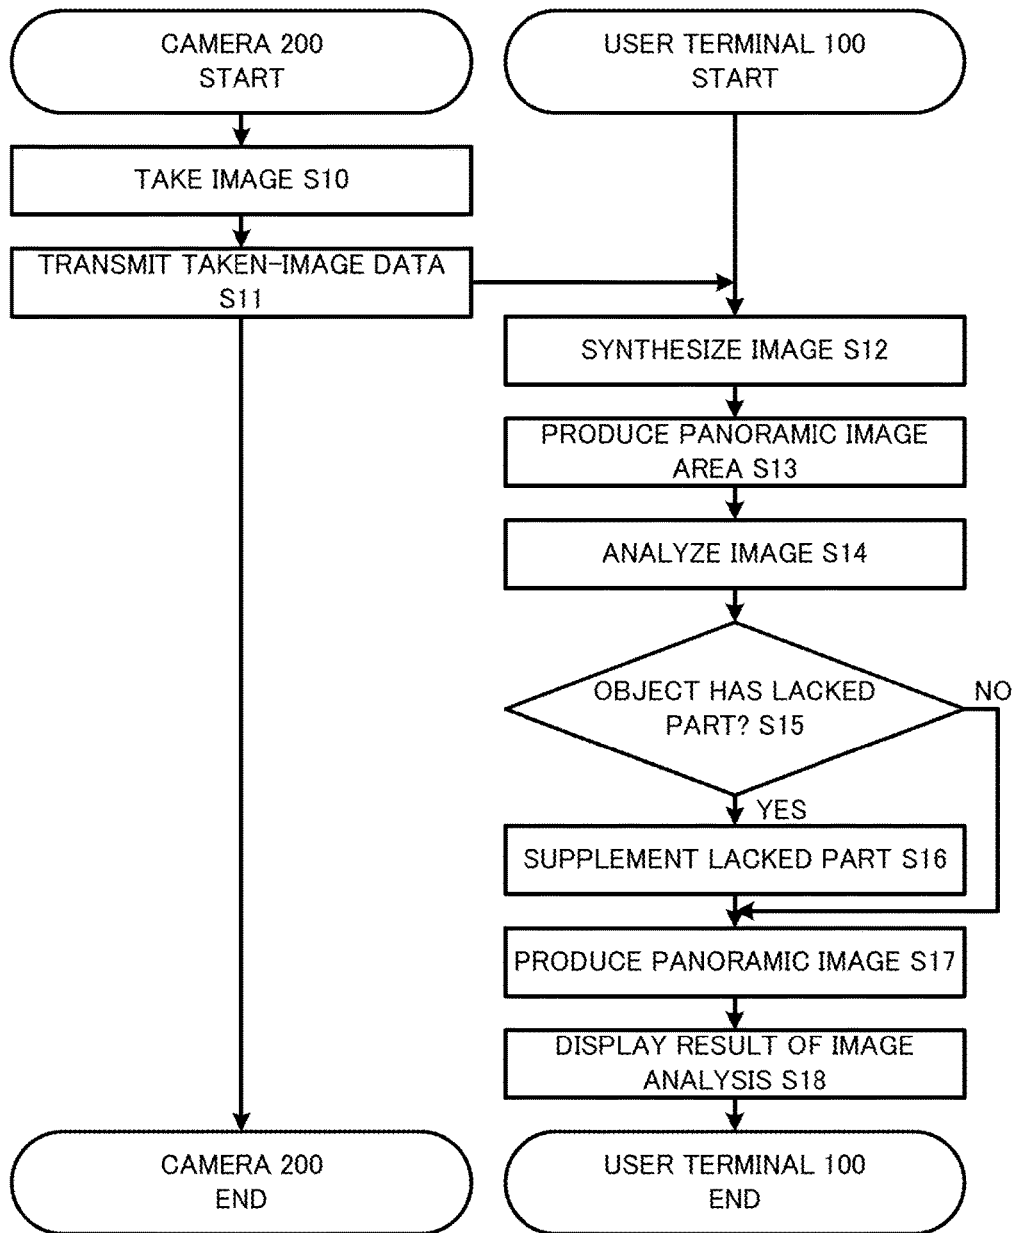 CAMERA 200
START
USER TERMINAL 100
START
TAKE IMAGE S10
TRANSMIT TAKEN-IMAGE DATA
S11
SYNTHESIZE IMAGE S12
PRODUCE PANORAMIC IMAGE
AREA S13
ANALYZE IMAGE S14
OBJECT HAS LACKED
PART? S15
NO
YES
SUPPLEMENT LACKED PART S16
PRODUCE PANORAMIC IMAGE S17
DISPLAY RESULT OF IMAGE
ANALYSIS S18
CAMERA 200
END
USER TERMINAL 100
END